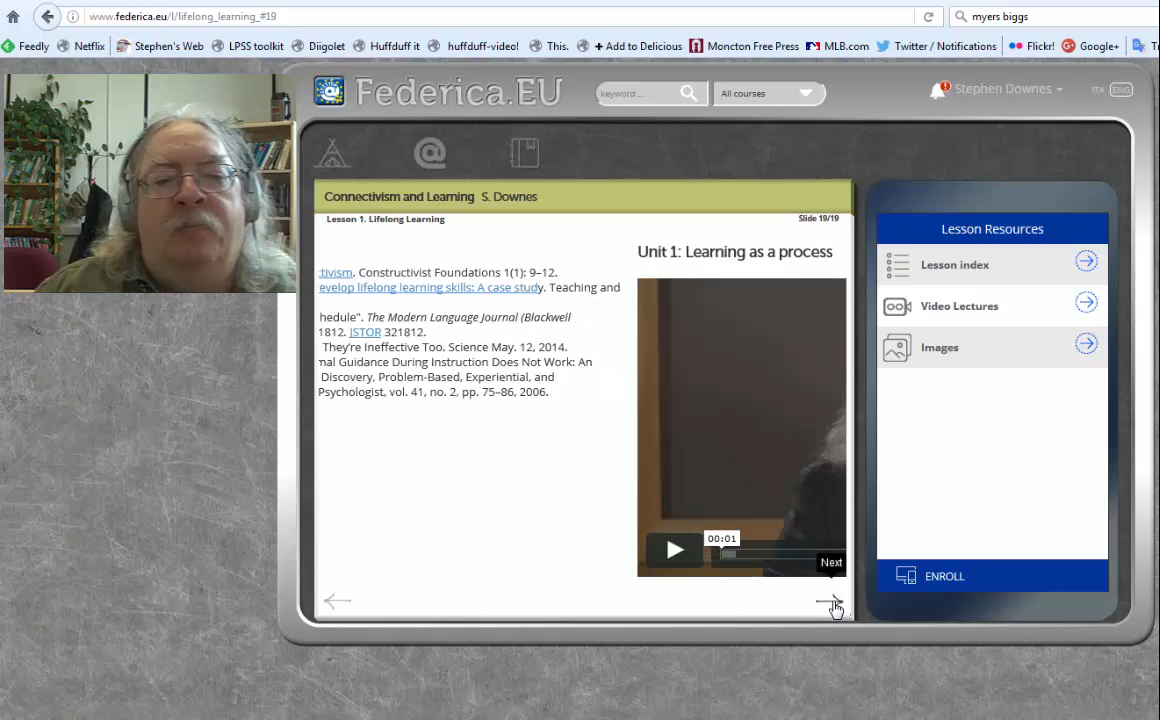 www.federica.eu/l/lifelong_learning_#19
myers biggs
Feedly Netflix Stephen's Web LPSS toolkit Diigolet Huffduff it huffduff-video! This. + Add to Delicious Moncton Free Press MLB.com Twitter / Notifications Flickr! Google+
@ Federica.EU
keyword ...
All courses
! Stephen Downes
ITA ENG
@
Connectivism and Learning S. Downes
Lesson 1. Lifelong Learning
Slide 19/19
:tivism. Constructivist Foundations 1(1): 9–12.
evelop lifelong learning skills: A case study. Teaching and
hedule". The Modern Language Journal (Blackwell
1812. JSTOR 321812.
They're Ineffective Too. Science May. 12, 2014.
nal Guidance During Instruction Does Not Work: An
Discovery, Problem-Based, Experiential, and
Psychologist, vol. 41, no. 2, pp. 75–86, 2006.
Unit 1: Learning as a process
00:01
Next
Lesson Resources
Lesson index
Video Lectures
Images
ENROLL